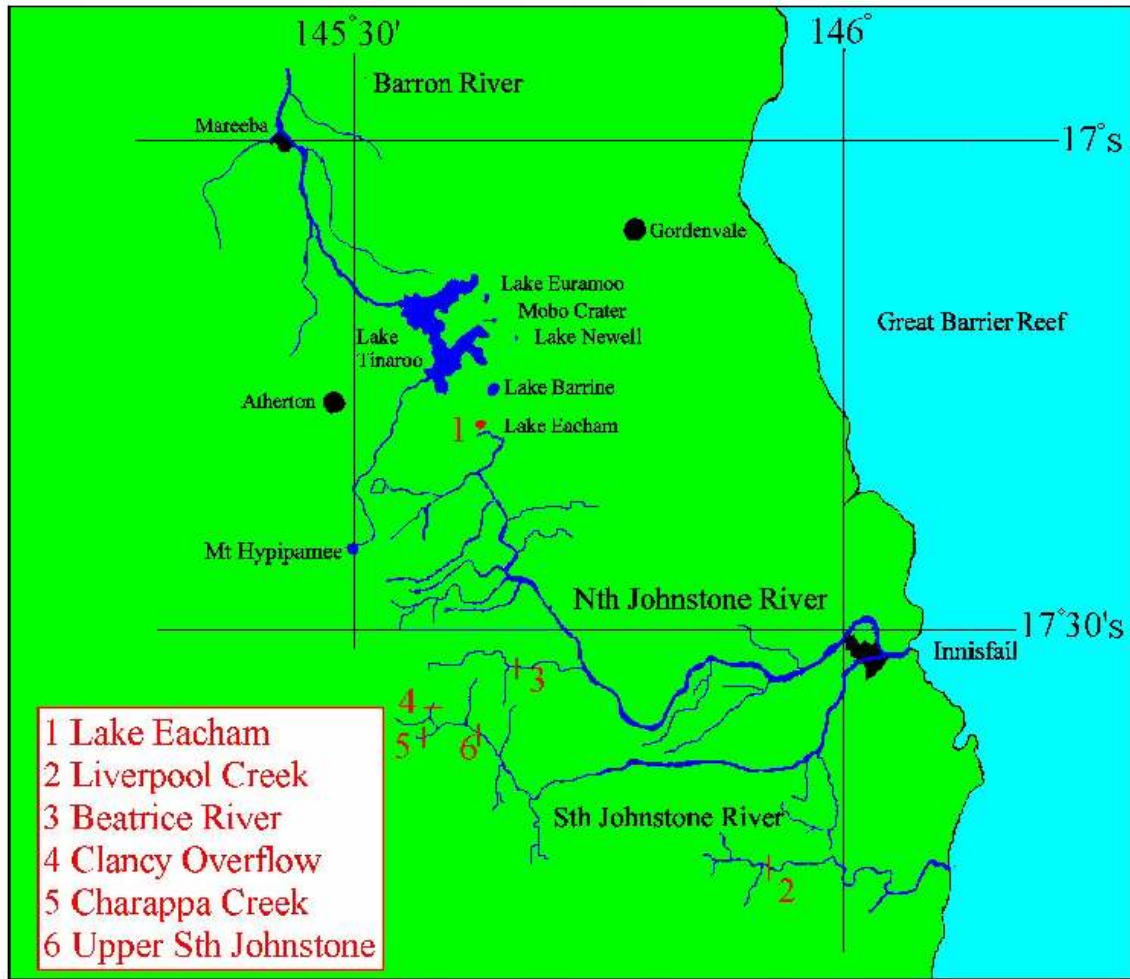 145°30'
146°
Barron River
Mareeba
17°s
Gordenvale
Lake Euramoo
Mobo Crater
Lake Newell
Great Barrier Reef
Lake
Tinaroo
Lake Barrine
Atherton
1
Lake Eacham
Mt Hypipamee
Nth Johnstone River
17°30's
Innisfail
3
4
5
6
Sth Johnstone River
2
1 Lake Eacham
2 Liverpool Creek
3 Beatrice River
4 Clancy Overflow
5 Charappa Creek
6 Upper Sth Johnstone